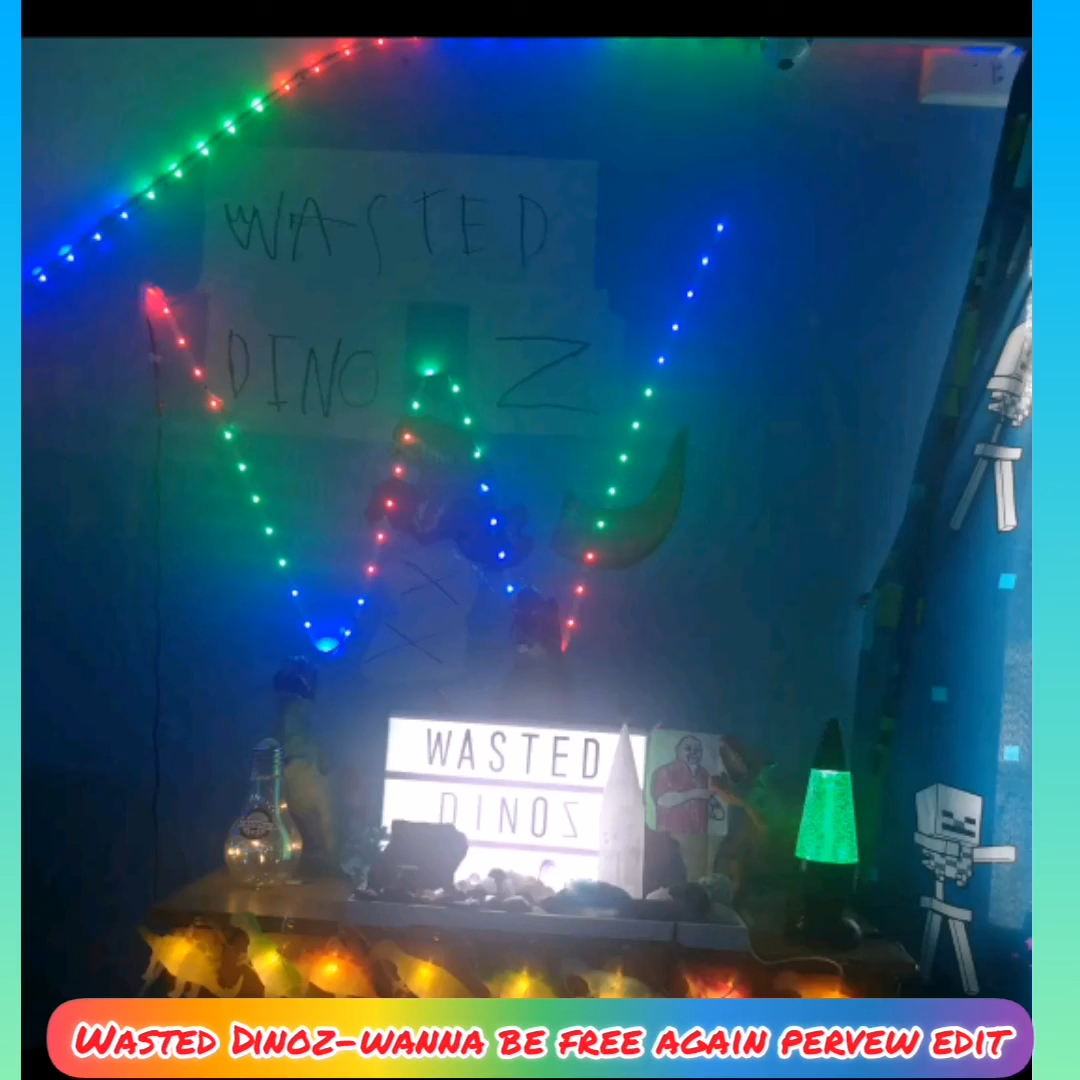 WASTED
DINO Z
WASTED
DINOZ
Wasted Dinoz-wanna be free again pervew edit